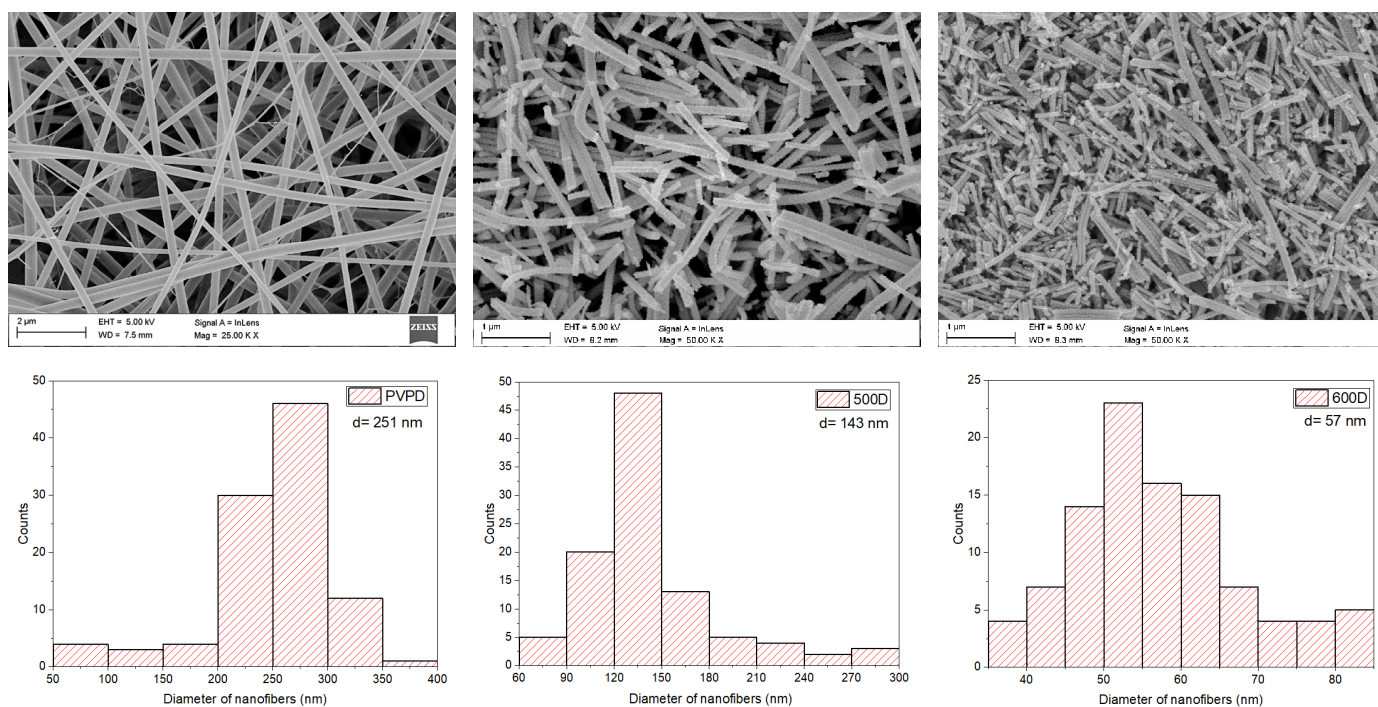 2 µm
EHT = 5.00 kV
Signal A = InLens
WD = 7.5 mm
Mag = 25.00 K X
ZEISS
1 µm
EHT = 5.00 kV
Signal A = InLens
WD = 8.2 mm
Mag = 50.00 K X
1 µm
EHT = 5.00 kV
Signal A = InLens
WD = 8.3 mm
Mag = 50.00 K X
PVPD
d= 251 nm
50
40
30
20
10
0
Counts
50 100 150 200 250 300 350 400
Diameter of nanofibers (nm)
500D
d= 143 nm
50
45
40
35
30
25
20
15
10
5
0
Counts
60 90 120 150 180 210 240 270 300
Diameter of nanofibers (nm)
600D
d= 57 nm
25
20
15
10
5
0
Counts
40 50 60 70 80
Diameter of nanofibers (nm)